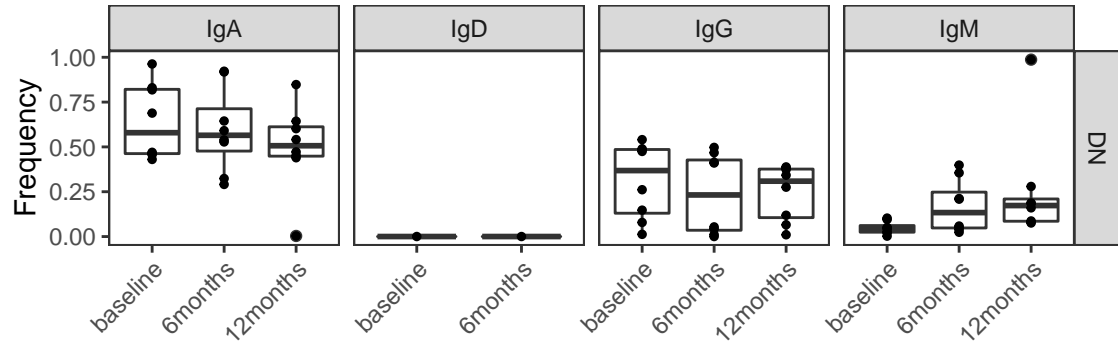 IgA IgD IgG IgM
Frequency
1.00
0.75
0.50
0.25
0.00
DN
baseline 6months 12months baseline 6months baseline 6months 12months baseline 6months 12months